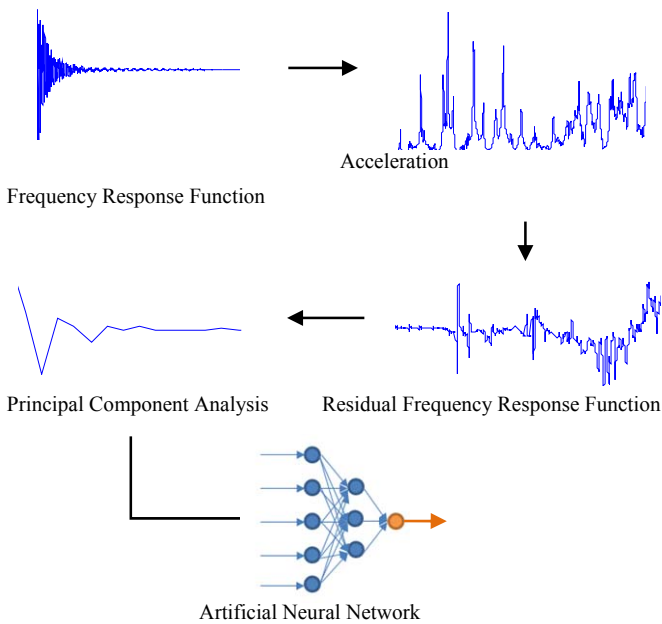 Acceleration
Frequency Response Function
Principal Component Analysis
Residual Frequency Response Function
Artificial Neural Network